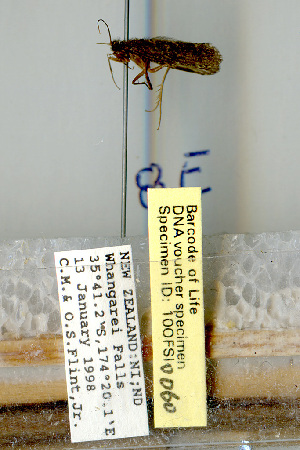 NEW ZEALAND:NI;ND
Whangarei Falls
35°41.2'S,174°20.1'E
13 January 1998
C.M.& O.S.Flint,Jr.
Barcode of Life
DNA voucher specimen
Specimen ID: 10OFSI0060